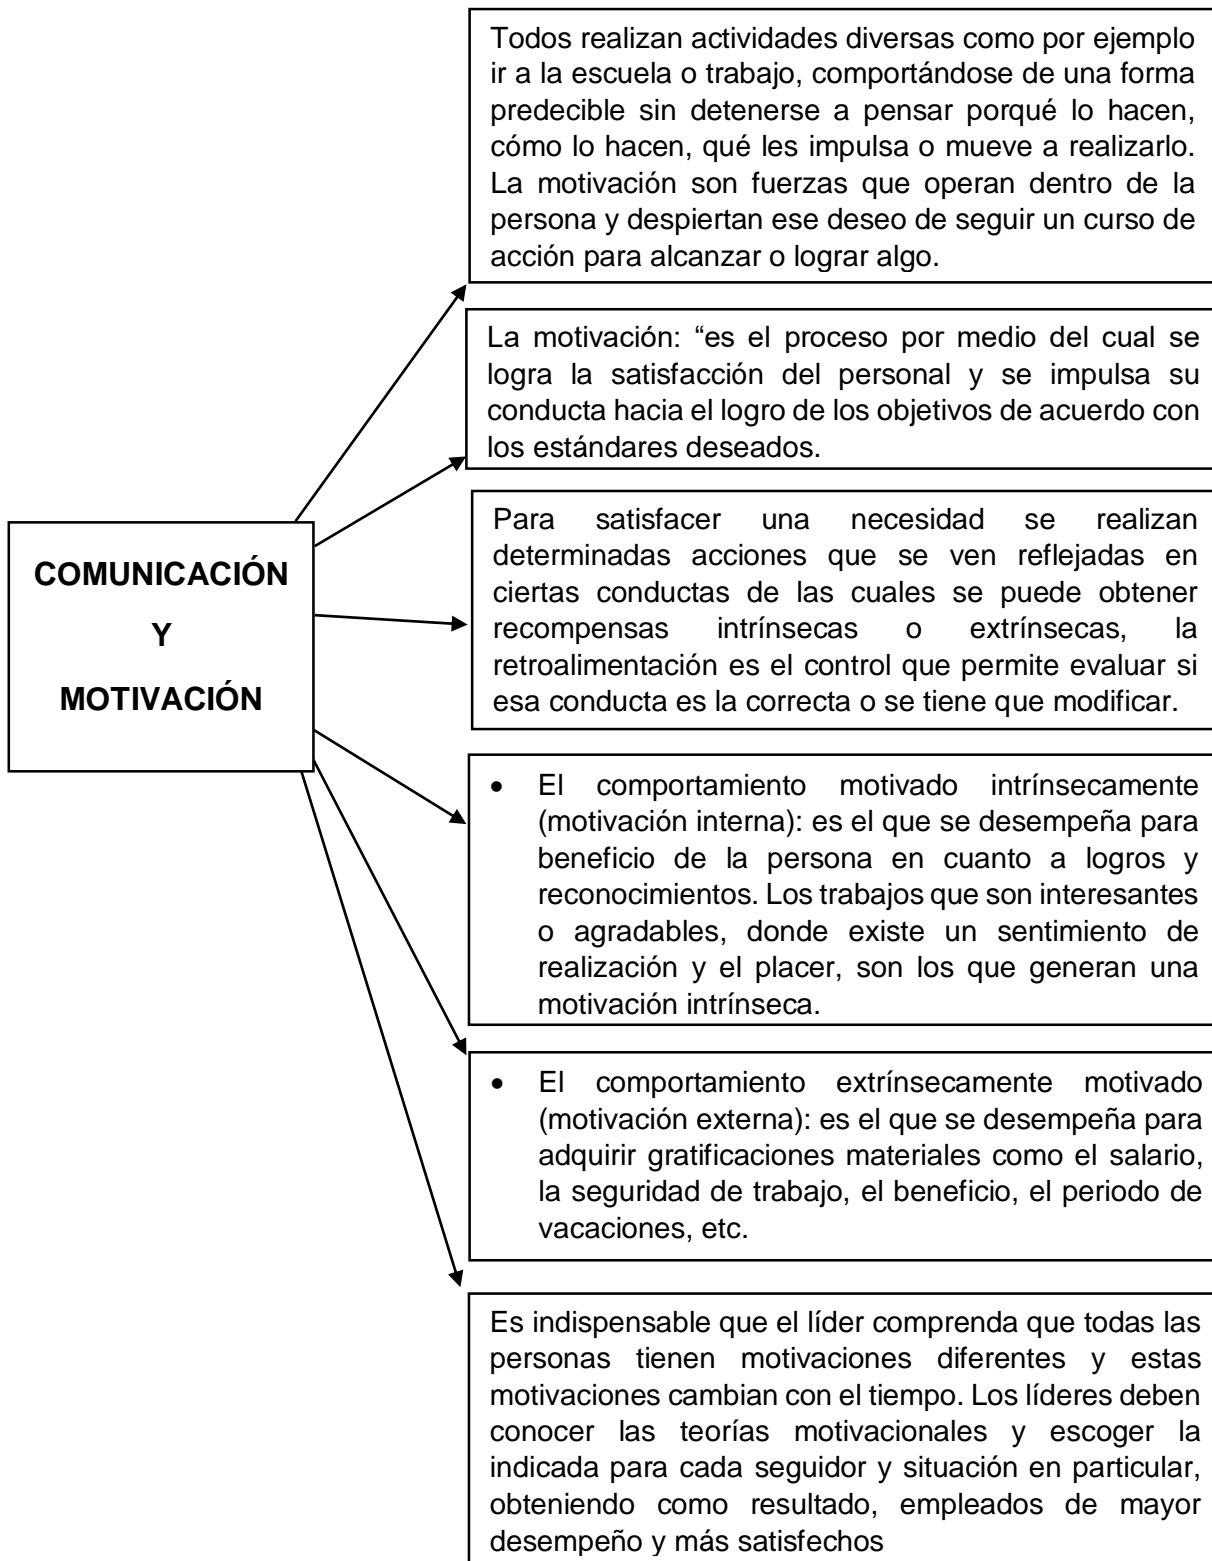 Todos realizan actividades diversas como por ejemplo
ir a la escuela o trabajo, comportándose de una forma
predecible sin detenerse a pensar porqué lo hacen,
cómo lo hacen, qué les impulsa o mueve a realizarlo.
La motivación son fuerzas que operan dentro de la
persona y despiertan ese deseo de seguir un curso de
acción para alcanzar o lograr algo.
La motivación: “es el proceso por medio del cual se
logra la satisfacción del personal y se impulsa su
conducta hacia el logro de los objetivos de acuerdo con
los estándares deseados.
COMUNICACIÓN
Y
MOTIVACIÓN
Para satisfacer una necesidad se realizan
determinadas acciones que se ven reflejadas en
ciertas conductas de las cuales se puede obtener
recompensas intrínsecas o extrínsecas, la
retroalimentación es el control que permite evaluar si
esa conducta es la correcta o se tiene que modificar.
• El comportamiento motivado intrínsecamente
(motivación interna): es el que se desempeña para
beneficio de la persona en cuanto a logros y
reconocimientos. Los trabajos que son interesantes
o agradables, donde existe un sentimiento de
realización y el placer, son los que generan una
motivación intrínseca.
• El comportamiento extrínsecamente motivado
(motivación externa): es el que se desempeña para
adquirir gratificaciones materiales como el salario,
la seguridad de trabajo, el beneficio, el periodo de
vacaciones, etc.
Es indispensable que el líder comprenda que todas las
personas tienen motivaciones diferentes y estas
motivaciones cambian con el tiempo. Los líderes deben
conocer las teorías motivacionales y escoger la
indicada para cada seguidor y situación en particular,
obteniendo como resultado, empleados de mayor
desempeño y más satisfechos